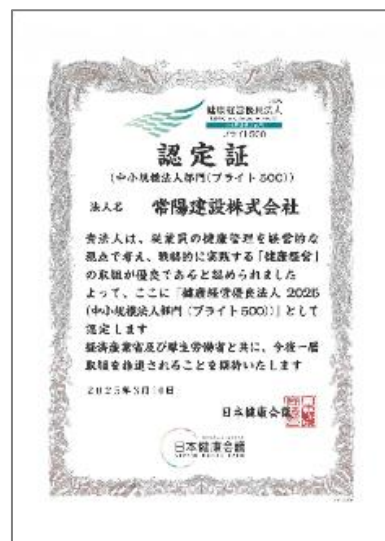 健康経営優良法人
ブライト500
認定証
(中小規模法人部門(ブライト500))
法人名 常陽建設株式会社
貴法人は、従業員の健康管理を経営的な
視点で考え、戦略的に実践する「健康経営」
の取組が優良であると認められました
よって、ここに「健康経営優良法人 2025
(中小規模法人部門(ブライト500))」として
認定します
経済産業省及び厚生労働省と共に、今後一層
取組を推進されることを期待いたします
2025年3月10日
日本健康会議
日本健康会議